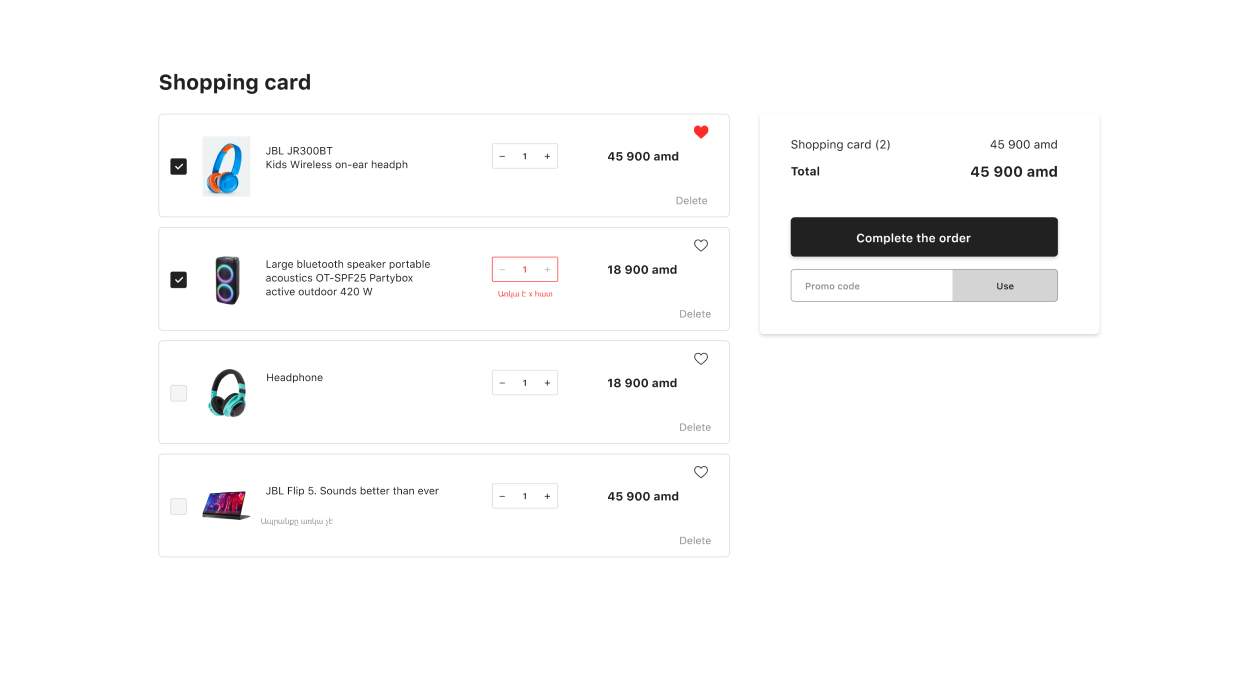 Shopping card
JBL JR300BT
Kids Wireless on-ear headph
− 1 +
45 900 amd
Delete
Large bluetooth speaker portable
acoustics OT-SPF25 Partybox
active outdoor 420 W
− 1 +
Առկա է x հատ
18 900 amd
Delete
Headphone
− 1 +
18 900 amd
Delete
JBL Flip 5. Sounds better than ever
Ապրանքը առկա չէ
− 1 +
45 900 amd
Delete
Shopping card (2) 45 900 amd
Total 45 900 amd
Complete the order
Promo code Use